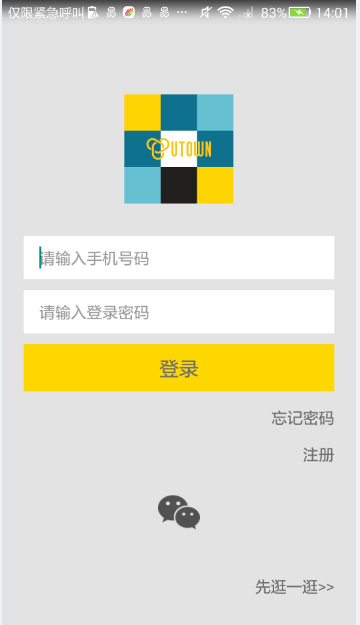 仅限紧急呼叫 ... 83% 14:01
UTOWN
请输入手机号码
请输入登录密码
登录
忘记密码
注册
先逛一逛>>